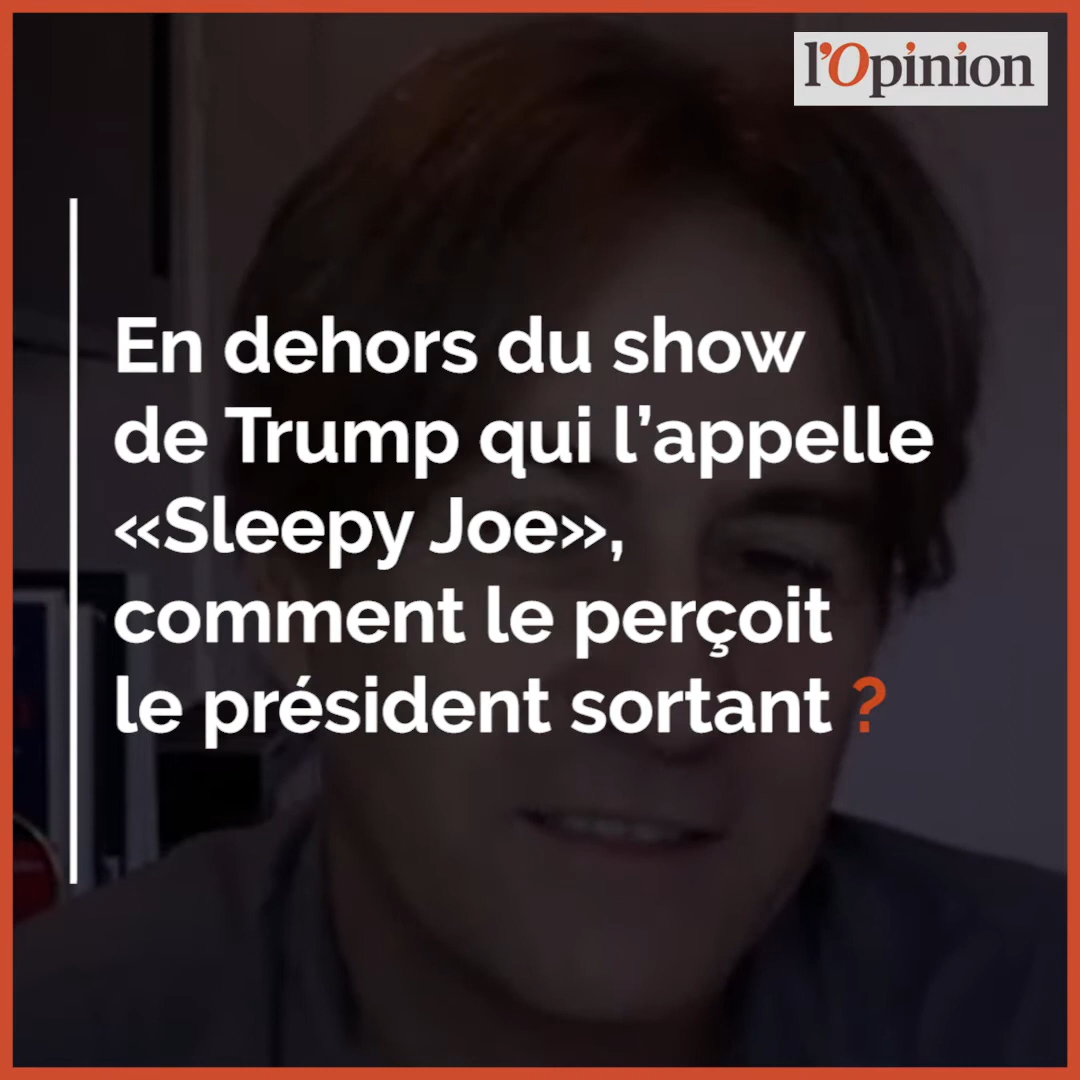 l'Opinion
En dehors du show
de Trump qui l’appelle
«Sleepy Joe»,
comment le perçoit
le président sortant ?